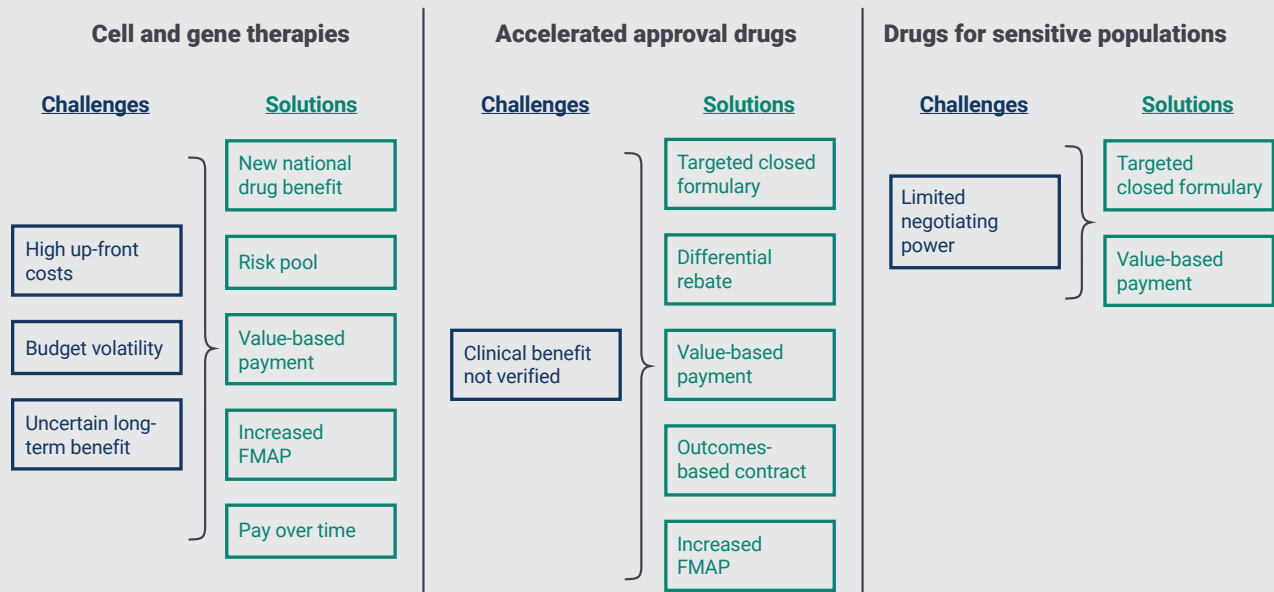 Cell and gene therapies
Challenges
Solutions
High up-front
costs
Budget volatility
Uncertain long-
term benefit
New national
drug benefit
Risk pool
Value-based
payment
Increased
FMAP
Pay over time
Accelerated approval drugs
Challenges
Solutions
Clinical benefit
not verified
Targeted closed
formulary
Differential
rebate
Value-based
payment
Outcomes-
based contract
Increased
FMAP
Drugs for sensitive populations
Challenges
Solutions
Limited
negotiating
power
Targeted
closed formulary
Value-based
payment